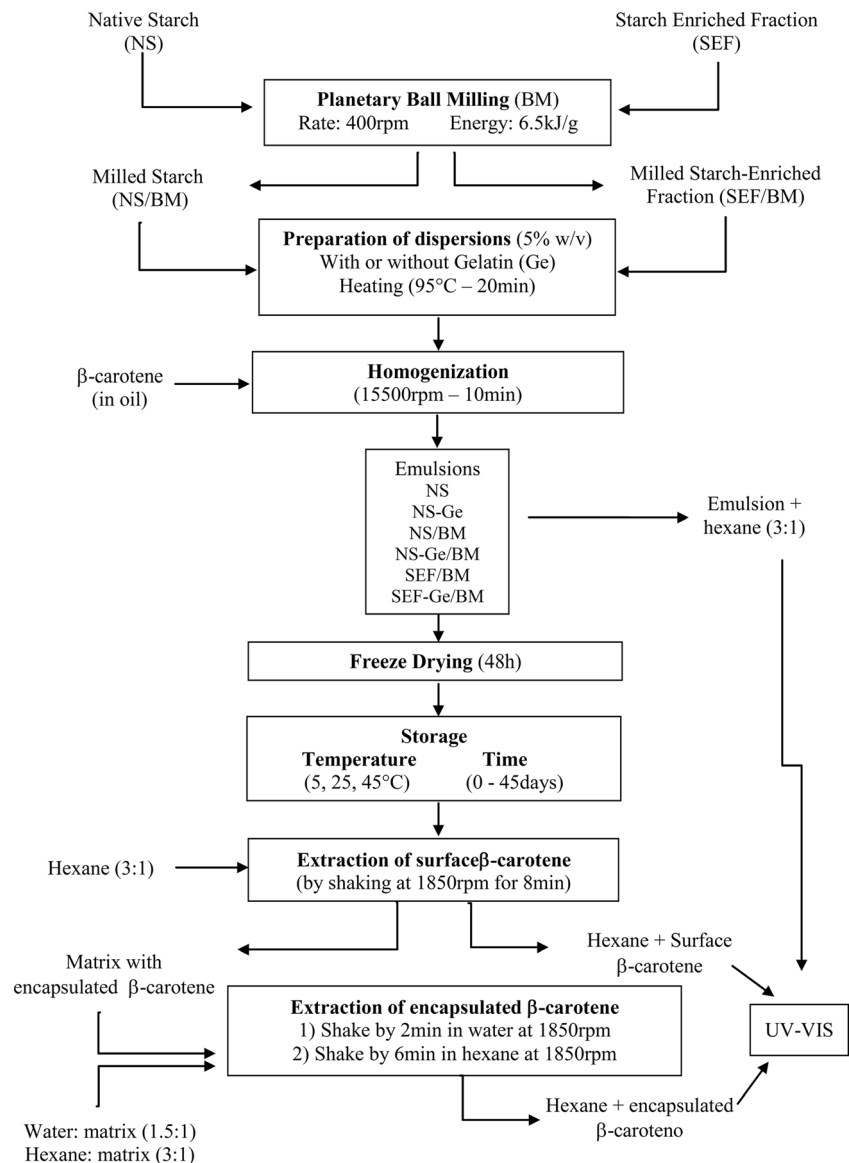 Native Starch
(NS)
Starch Enriched Fraction
(SEF)
Planetary Ball Milling (BM)
Rate: 400rpm Energy: 6.5kJ/g
Milled Starch
(NS/BM)
Milled Starch-Enriched
Fraction (SEF/BM)
Preparation of dispersions (5% w/v)
With or without Gelatin (Ge)
Heating (95°C – 20min)
β-carotene
(in oil)
Homogenization
(15500rpm – 10min)
Emulsions
NS
NS-Ge
NS/BM
NS-Ge/BM
SEF/BM
SEF-Ge/BM
Emulsion +
hexane (3:1)
Freeze Drying (48h)
Storage
Temperature Time
(5, 25, 45°C) (0 - 45days)
Hexane (3:1)
Extraction of surfaceβ-carotene
(by shaking at 1850rpm for 8min)
Matrix with
encapsulated β-carotene
Hexane + Surface
β-carotene
Extraction of encapsulated β-carotene
1) Shake by 2min in water at 1850rpm
2) Shake by 6min in hexane at 1850rpm
UV-VIS
Water: matrix (1.5:1)
Hexane: matrix (3:1)
Hexane + encapsulated
β-caroteno